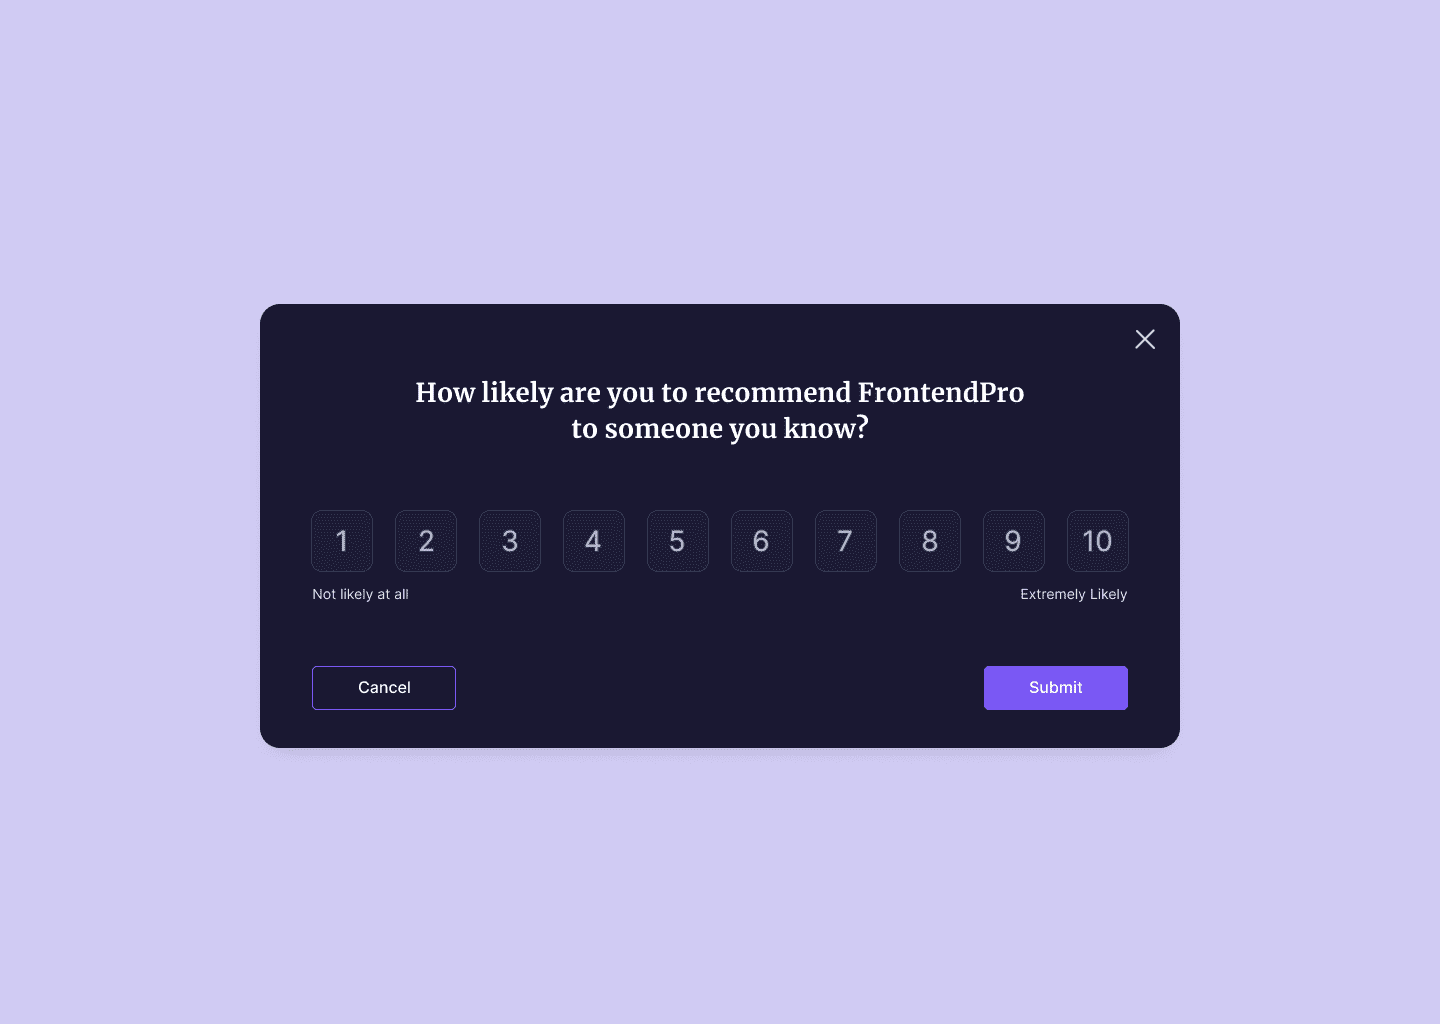 How likely are you to recommend FrontendPro
to someone you know?
1 2 3 4 5 6 7 8 9 10
Not likely at all
Extremely Likely
Cancel
Submit